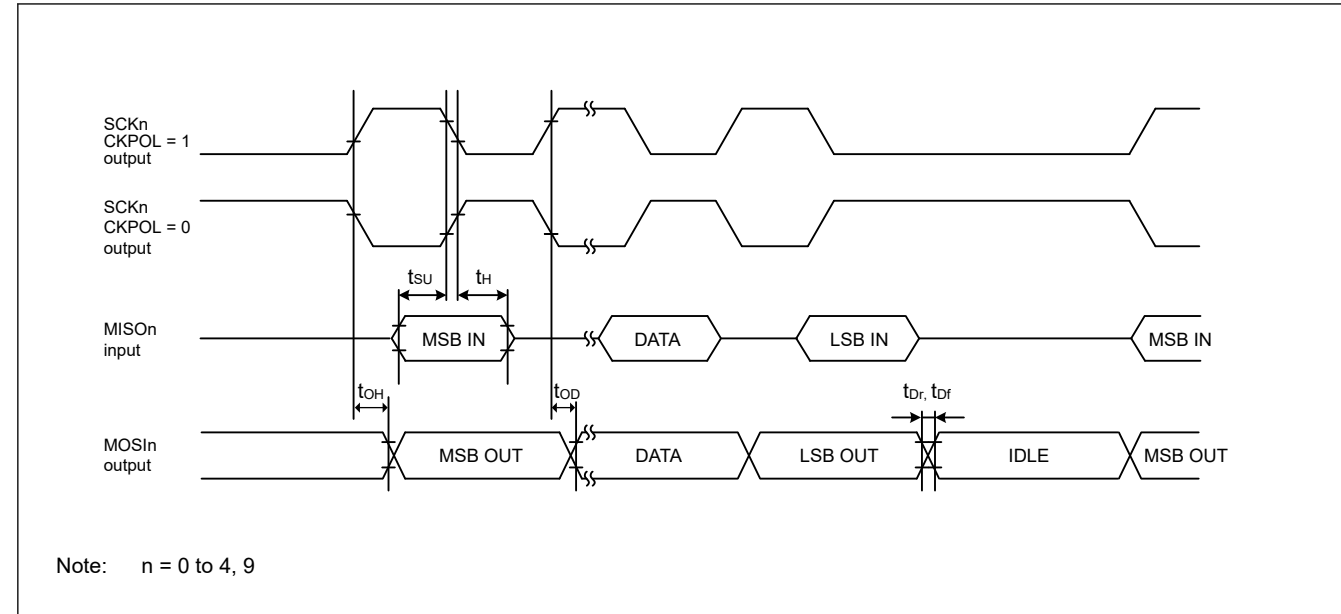 SCKn
CKPOL = 1
output
SCKn
CKPOL = 0
output
tSU
tH
MISOn
input
MSB IN
DATA
LSB IN
MSB IN
tOH
tOD
tDr, tDf
MOSIn
output
MSB OUT
DATA
LSB OUT
IDLE
MSB OUT
Note: n = 0 to 4, 9